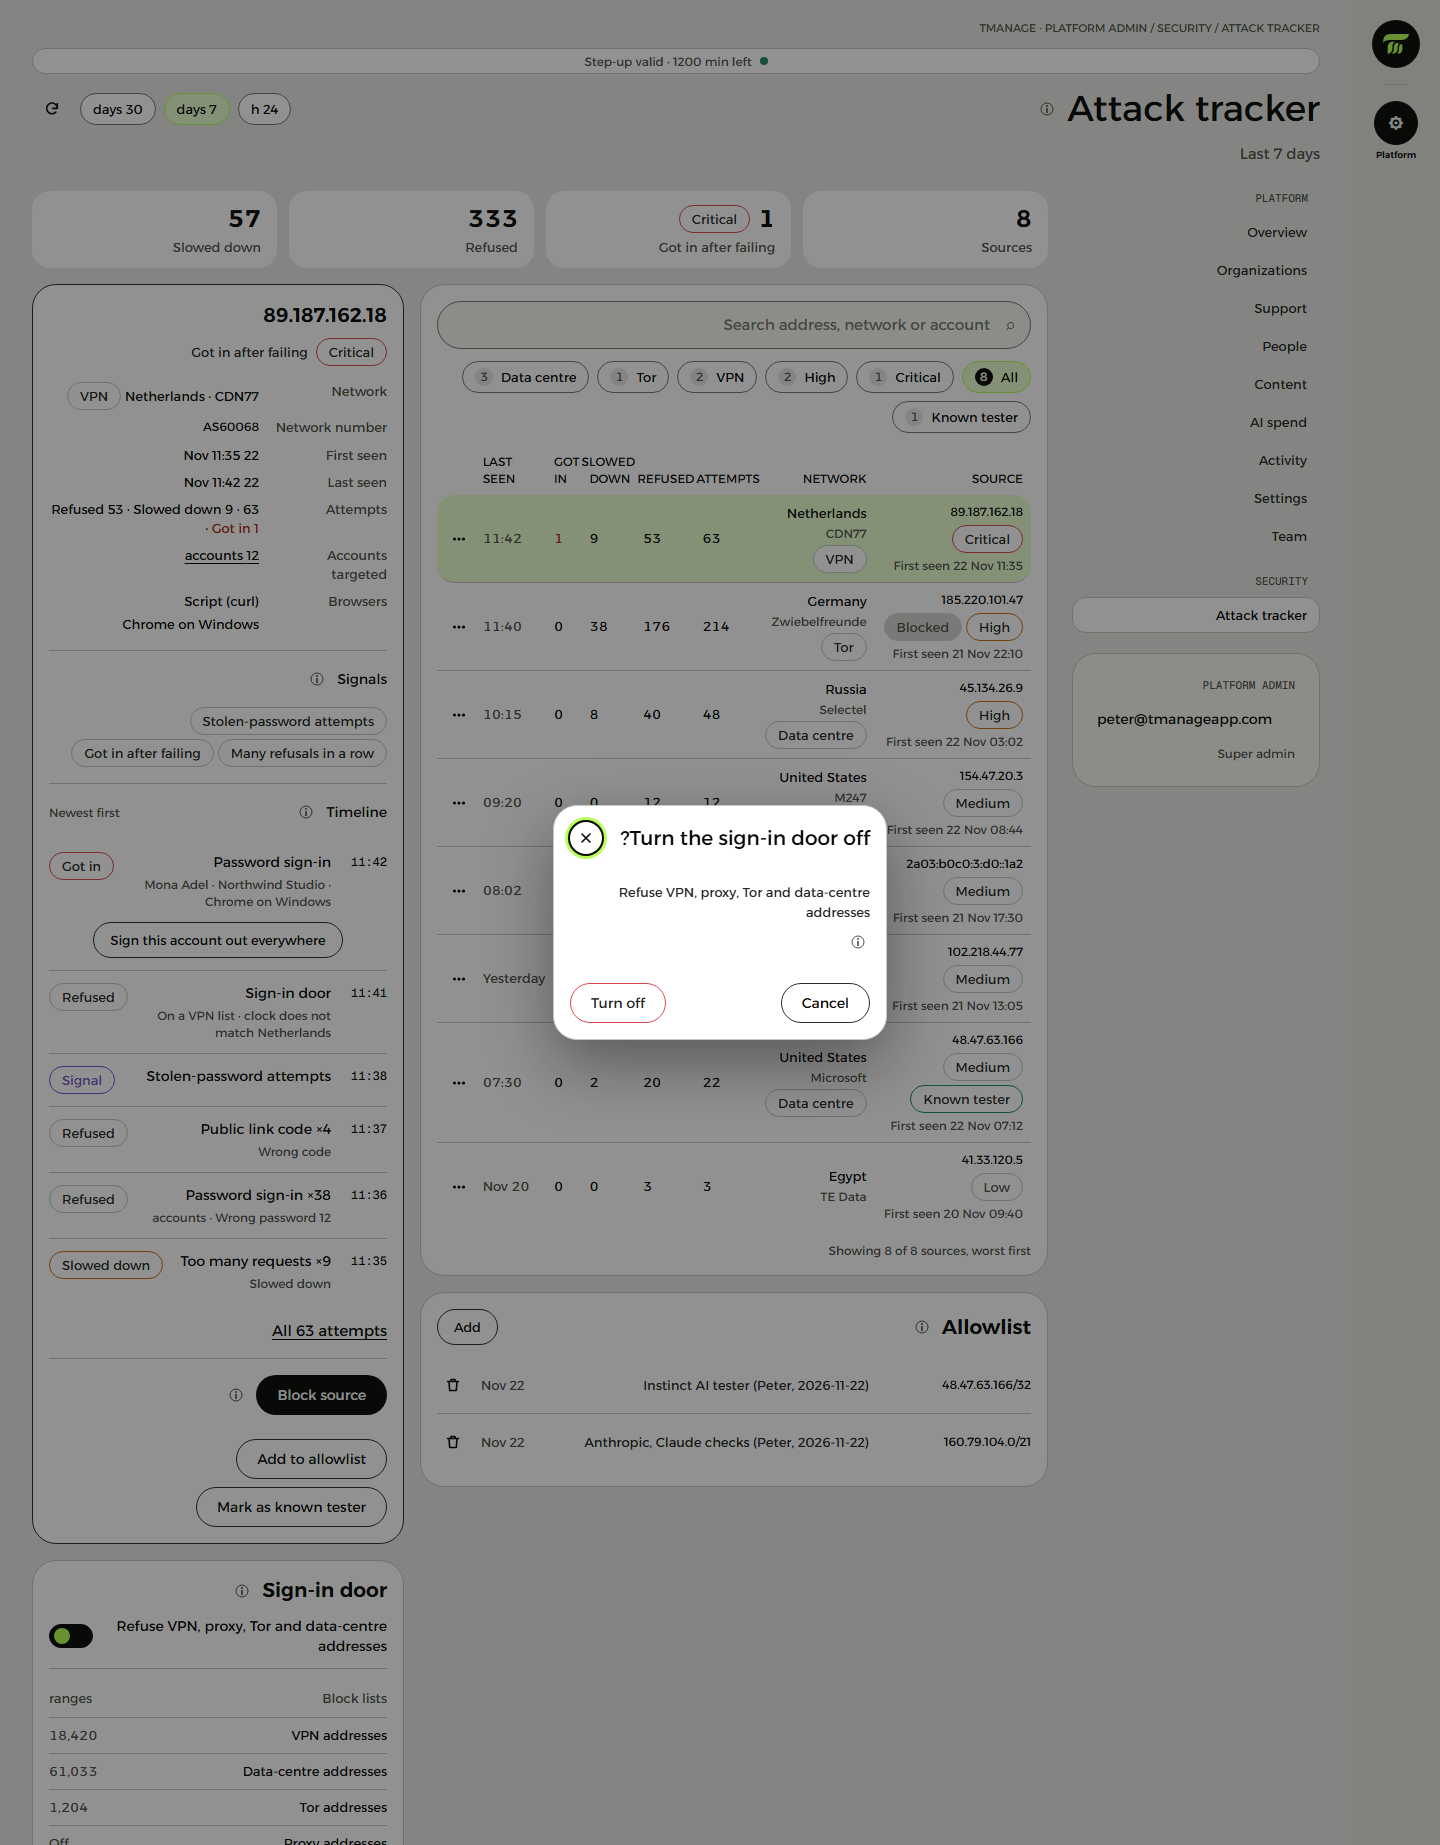 TMANAGE · PLATFORM ADMIN / SECURITY / ATTACK TRACKER
Step-up valid · 1200 min left
Attack tracker
days 30
days 7
h 24
Last 7 days
Platform
8
Sources
1
Critical
Got in after failing
333
Refused
57
Slowed down
PLATFORM
Overview
Organizations
Support
People
Content
AI spend
Activity
Settings
Team
SECURITY
Attack tracker
PLATFORM ADMIN
peter@tmanageapp.com
Super admin
Search address, network or account
All 8
Critical 1
High 2
VPN 2
Tor 1
Data centre 3
Known tester 1
SOURCE
NETWORK
ATTEMPTS
REFUSED
SLOWED DOWN
GOT IN
LAST SEEN
89.187.162.18
Critical
First seen 22 Nov 11:35
Netherlands
CDN77
VPN
63
53
9
1
11:42
185.220.101.47
High
Blocked
First seen 21 Nov 22:10
Germany
Zwiebelfreunde
Tor
214
176
38
0
11:40
45.134.26.9
High
First seen 22 Nov 03:02
Russia
Selectel
Data centre
48
40
8
0
10:15
154.47.20.3
Medium
First seen 22 Nov 08:44
United States
M247
12
12
0
0
09:20
2a03:b0c0:3:d0::1a2
Medium
First seen 21 Nov 17:30
08:02
102.218.44.77
Medium
First seen 21 Nov 13:05
Yesterday
48.47.63.166
Medium
Known tester
First seen 22 Nov 07:12
United States
Microsoft
Data centre
22
20
2
0
07:30
41.33.120.5
Low
First seen 20 Nov 09:40
Egypt
TE Data
3
3
0
0
Nov 20
Showing 8 of 8 sources, worst first
?Turn the sign-in door off
Refuse VPN, proxy, Tor and data-centre
addresses
Cancel
Turn off
Allowlist
Add
48.47.63.166/32
Instinct AI tester (Peter, 2026-11-22)
Nov 22
160.79.104.0/21
Anthropic, Claude checks (Peter, 2026-11-22)
Nov 22
89.187.162.18
Critical
Got in after failing
Network
Netherlands · CDN77 VPN
Network number
AS60068
First seen
Nov 11:35 22
Last seen
Nov 11:42 22
Attempts
Refused 53 · Slowed down 9 · 63
· Got in 1
Accounts
targeted
accounts 12
Browsers
Script (curl)
Chrome on Windows
Signals
Stolen-password attempts
Many refusals in a row
Got in after failing
Timeline
Newest first
11:42
Password sign-in
Got in
Mona Adel · Northwind Studio ·
Chrome on Windows
Sign this account out everywhere
11:41
Sign-in door
Refused
On a VPN list · clock does not
match Netherlands
11:38
Stolen-password attempts
Signal
11:37
Public link code ×4
Refused
Wrong code
11:36
Password sign-in ×38
Refused
accounts · Wrong password 12
11:35
Too many requests ×9
Slowed down
Slowed down
All 63 attempts
Block source
Add to allowlist
Mark as known tester
Sign-in door
Refuse VPN, proxy, Tor and data-centre
addresses
Block lists
ranges
VPN addresses
18,420
Data-centre addresses
61,033
Tor addresses
1,204
Proxy addresses
Off